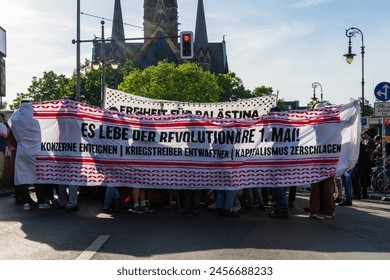 FREIHEIT FÜR PALÄSTINA
ES LEBE DER REVOLUTIONÄRE 1. MAI!
KONZERNE ENTEIGNEN | KRIEGSTREIBER ENTWAFFNEN | KAPITALISMUS ZERSCHLAGEN